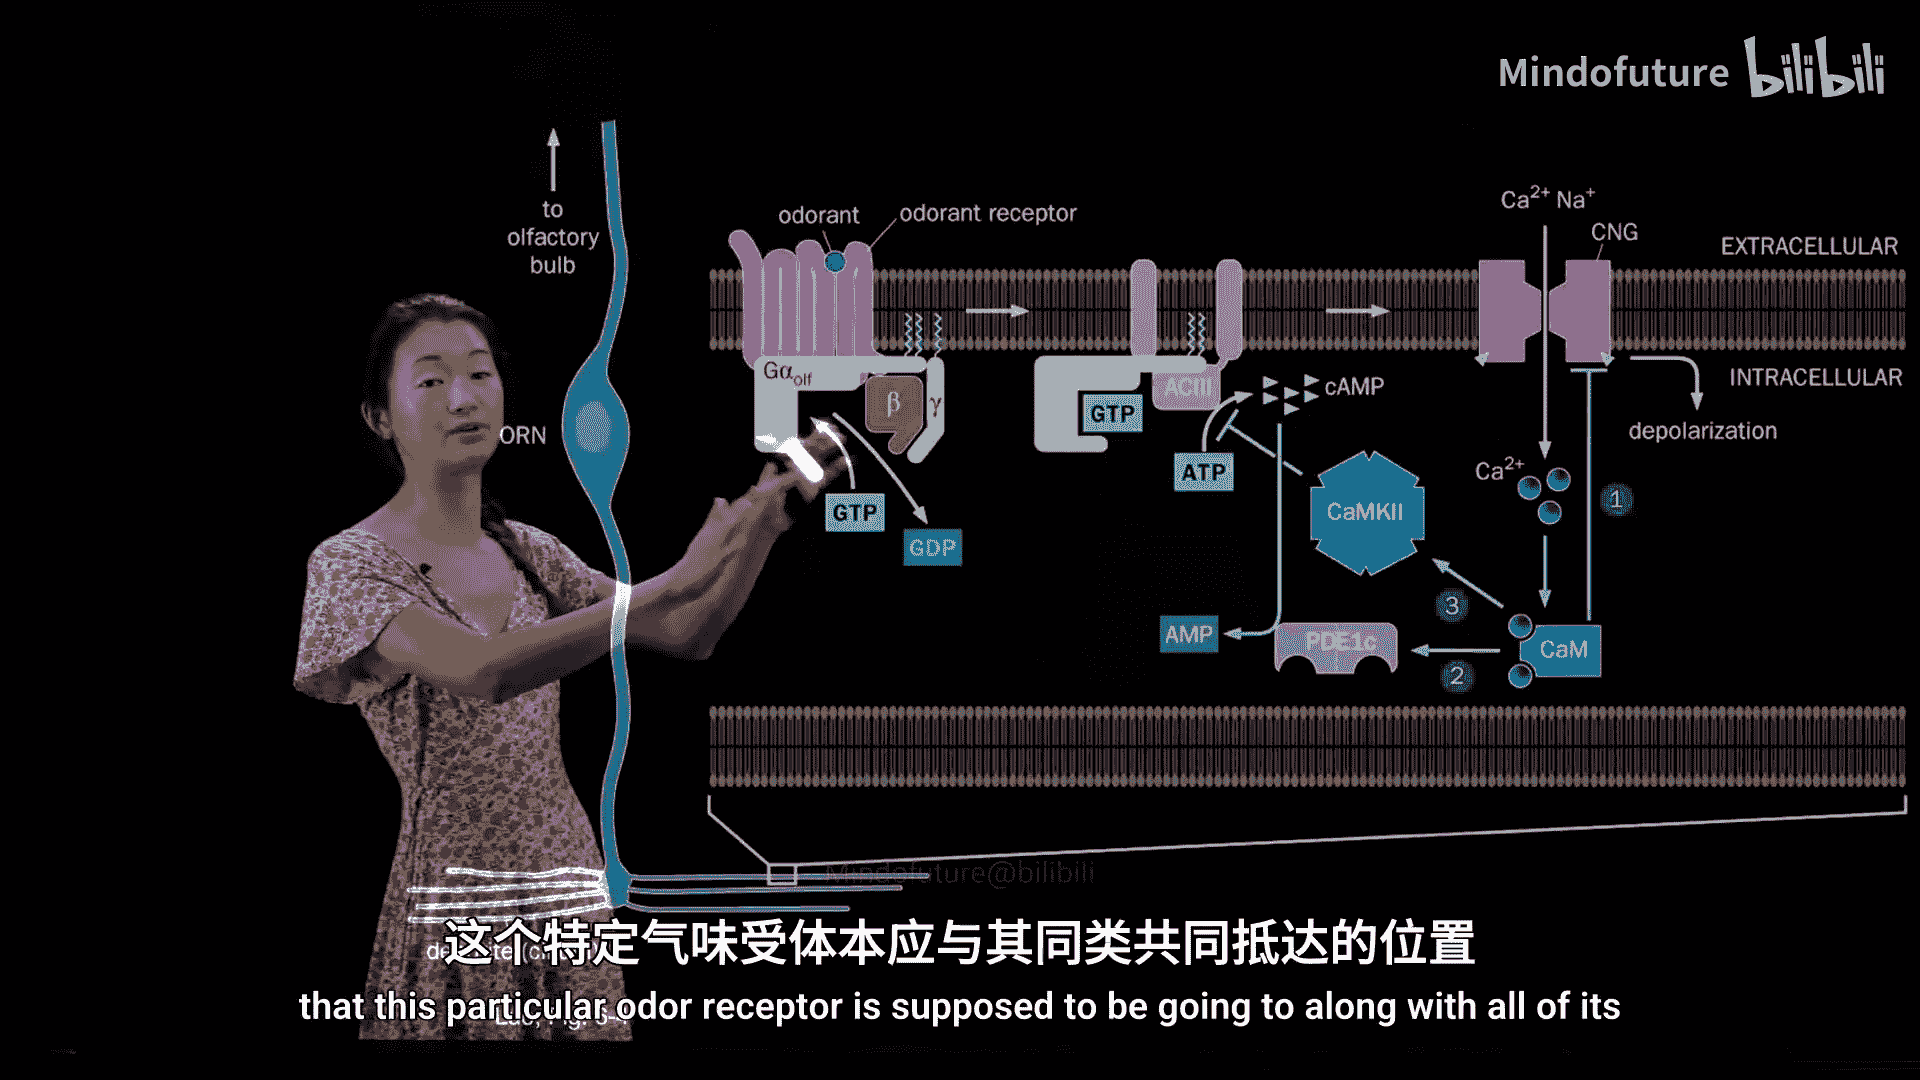 Mindofuture bilibili
to
olfactory
bulb
odorant
odorant receptor
Ca2+ Na+
CNG
EXTRACELLULAR
Gαolf
β
γ
GTP
ACIII
cAMP
INTRACELLULAR
depolarization
ORN
ATP
CaMKII
Ca2+
1
GTP
GDP
3
AMP
PDE1c
2
CaM
Mindofuture@bilibili
这个特定气味受体本应与其同类共同抵达的位置
that this particular odor receptor is supposed to be going to along with all of its